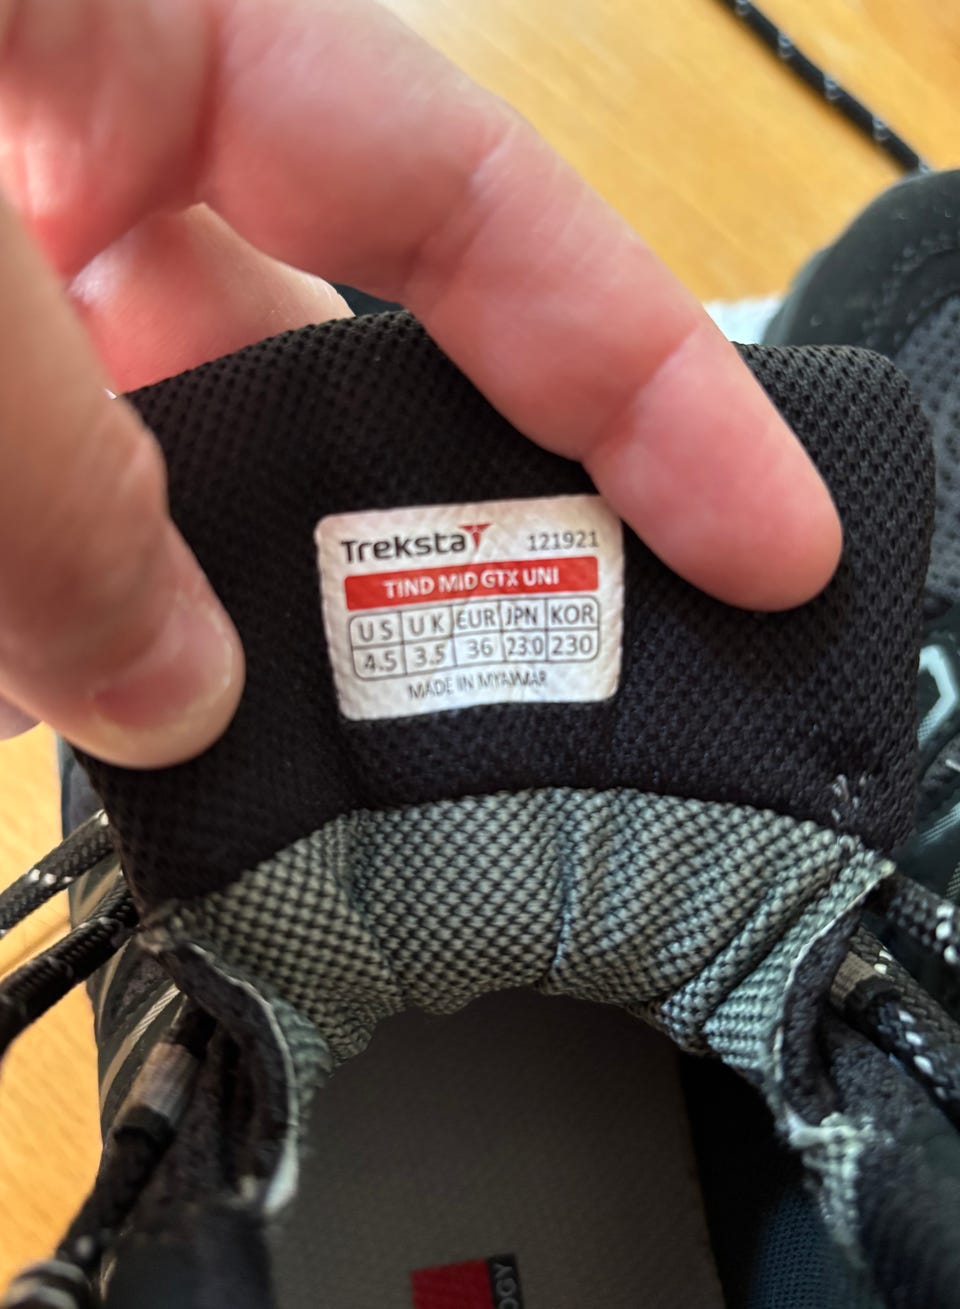 Treksta 121921
TIND MID GTX UNI
US UK EUR JPN KOR
4.5 3.5 36 23.0 230
MADE IN MYANMAR